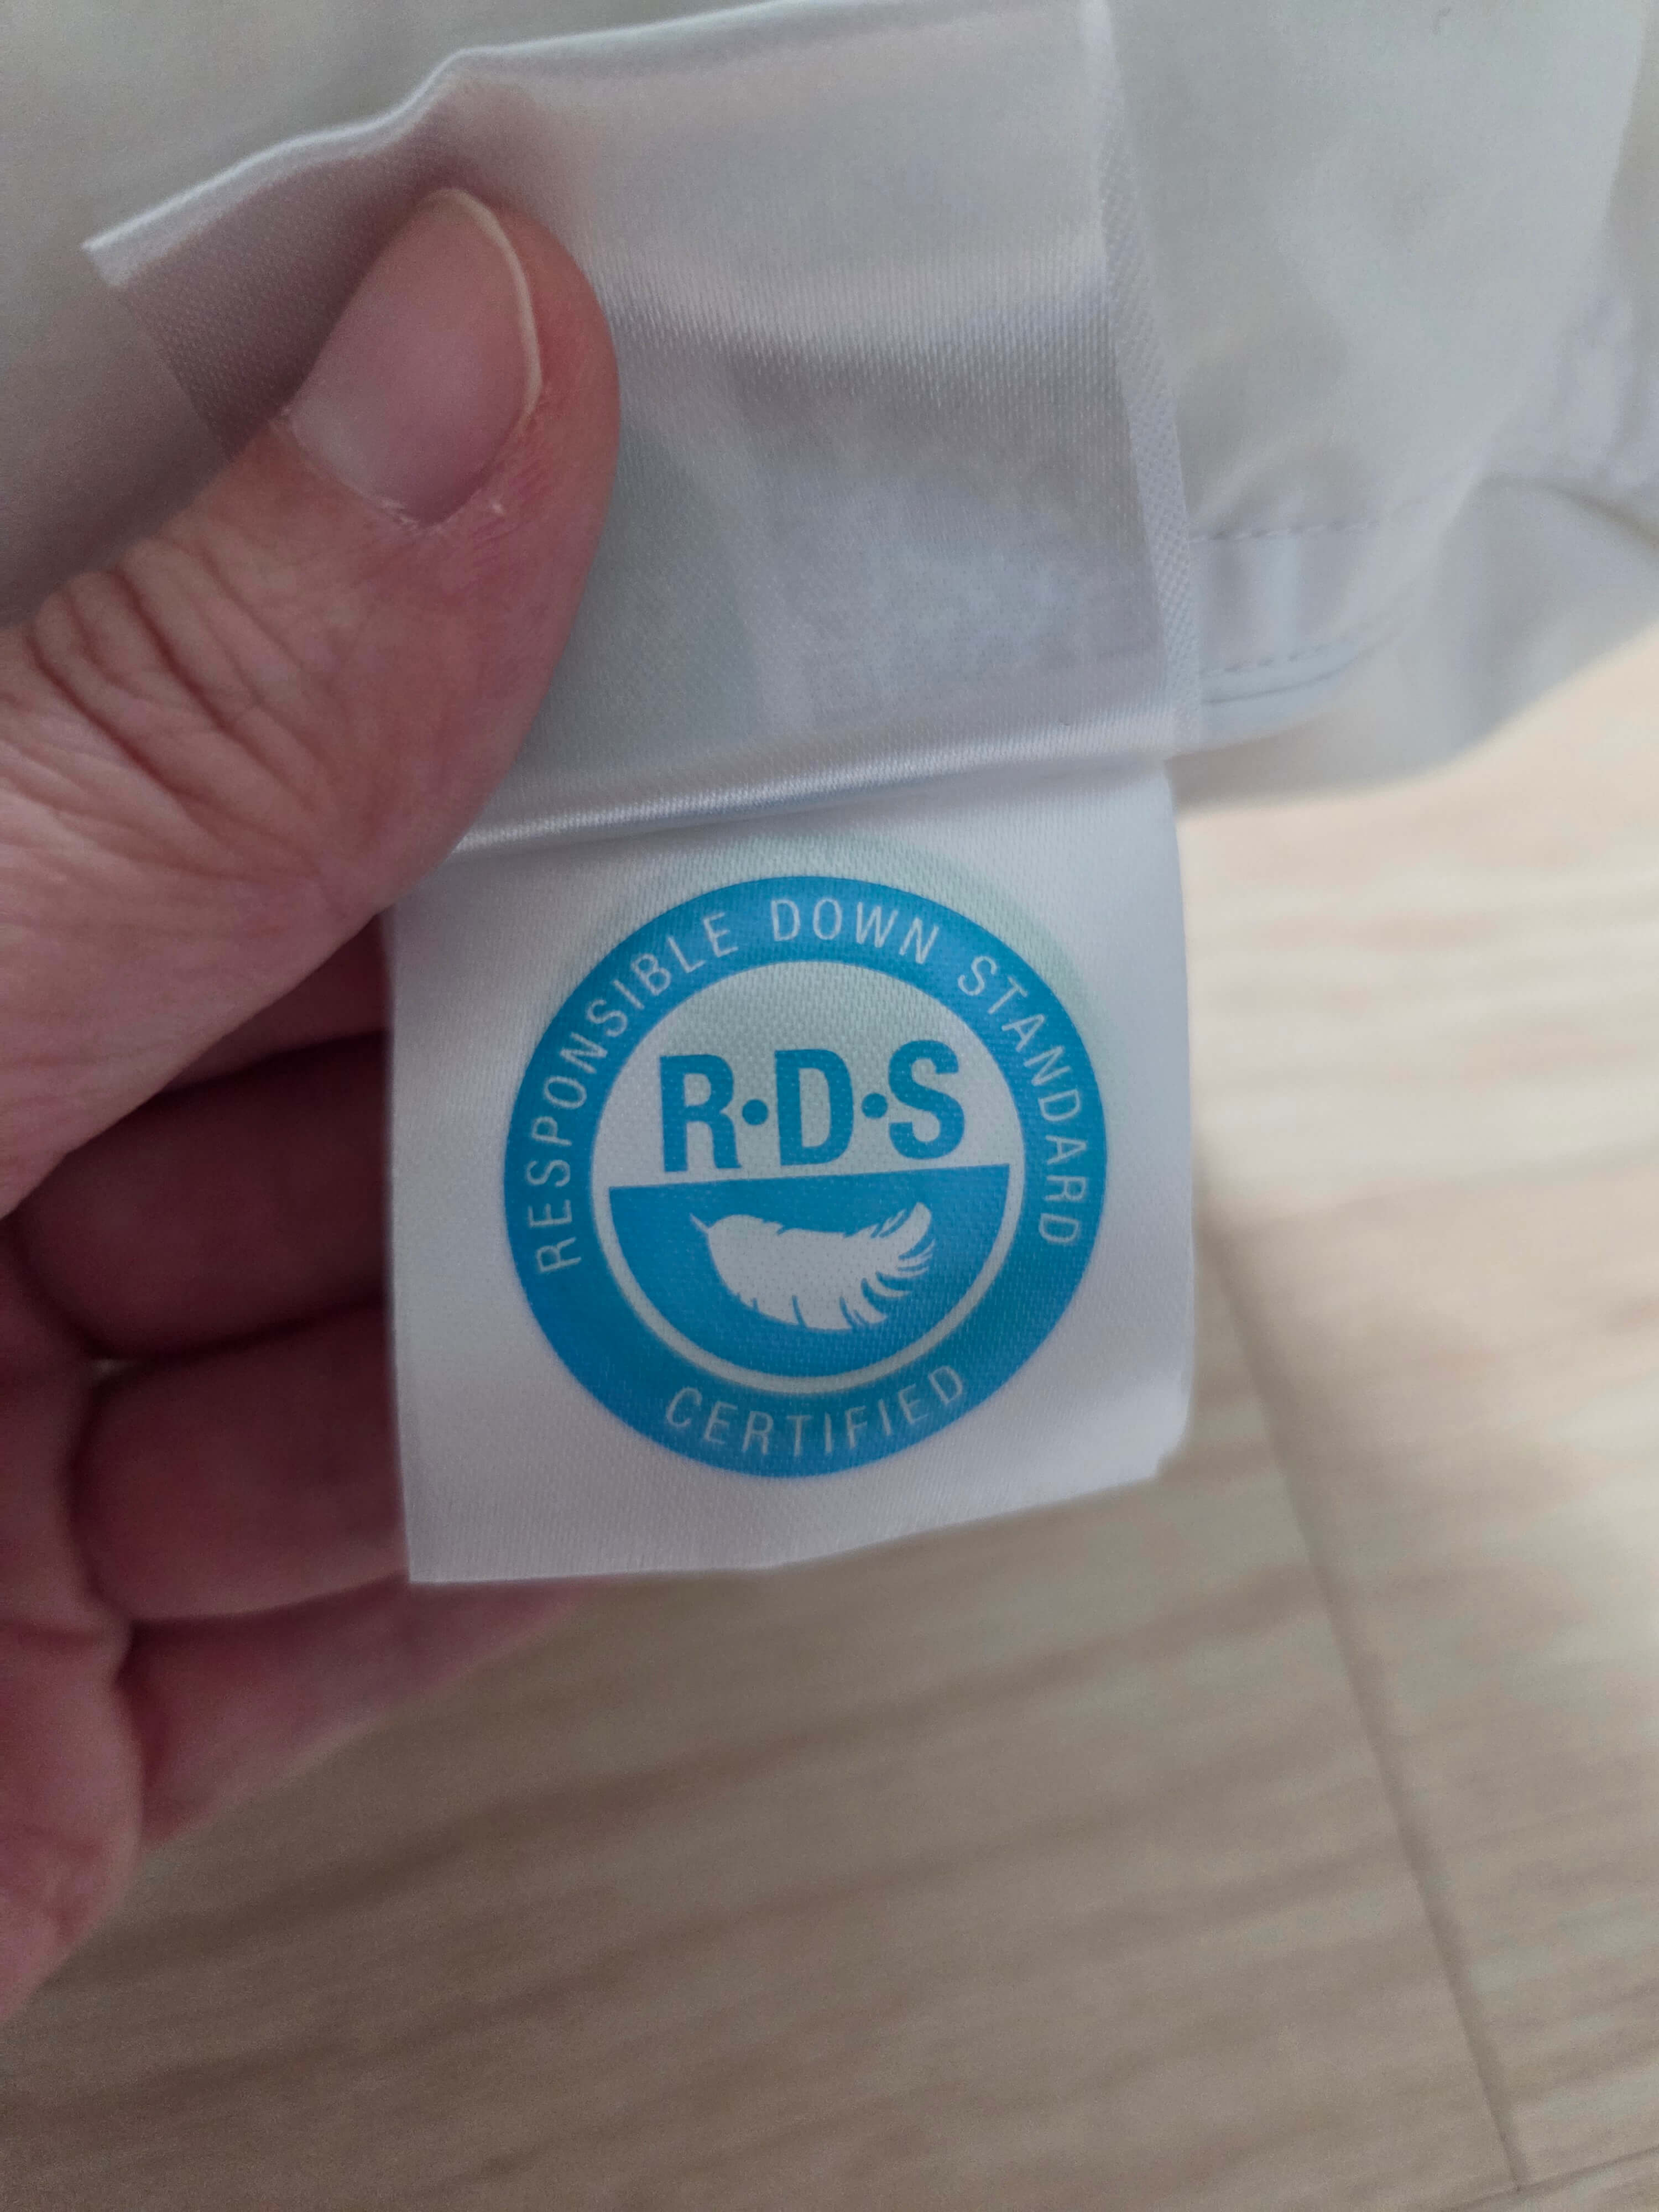 RESPONSIBLE DOWN STANDARD
R·D·S
CERTIFIED